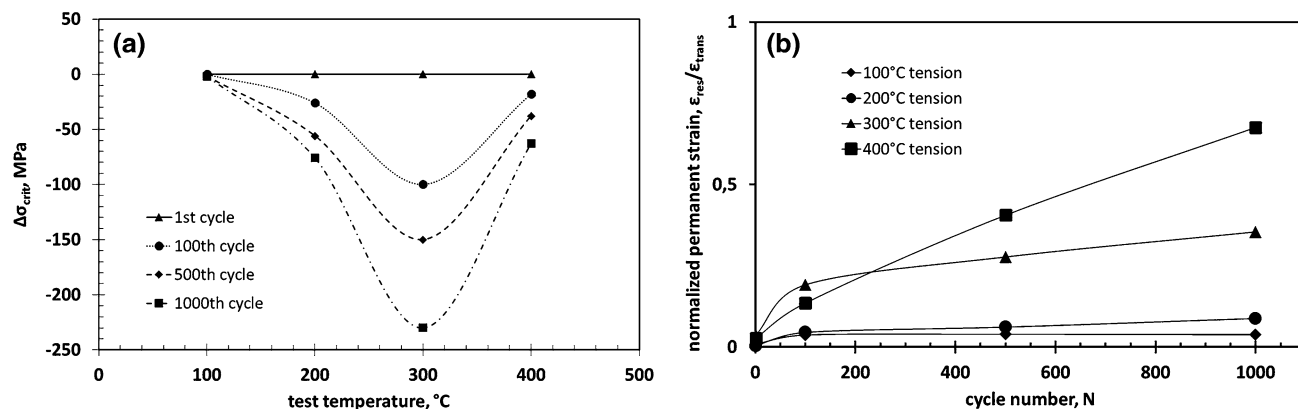 (a)
50
0
-50
-100
-150
-200
-250
Δσcrit, MPa
1st cycle
100th cycle
500th cycle
1000th cycle
0 100 200 300 400 500
test temperature, °C
(b)
1
0,5
0
normalized permanent strain, εres/εtrans
100°C tension
200°C tension
300°C tension
400°C tension
0 200 400 600 800 1000
cycle number, N